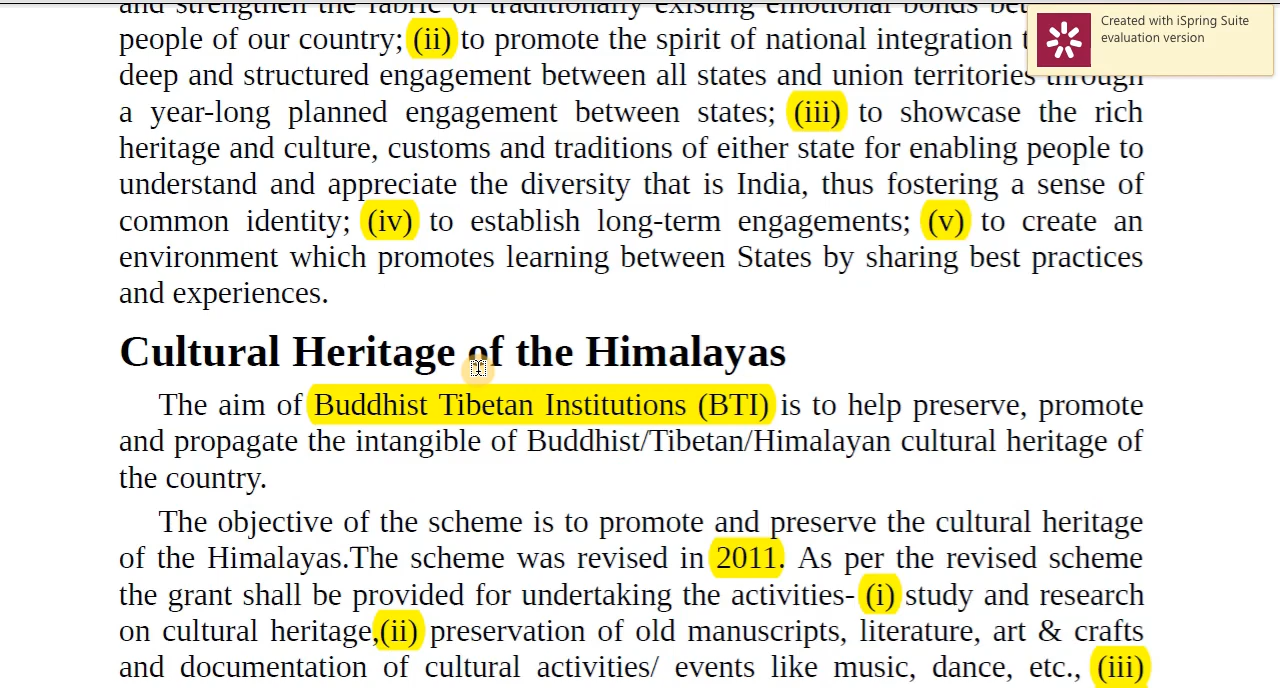 and strengthen the fabric of traditionally existing emotional bonds
people of our country; (ii) to promote the spirit of national integration
deep and structured engagement between all states and union territories through
a year-long planned engagement between states; (iii) to showcase the rich
heritage and culture, customs and traditions of either state for enabling people to
understand and appreciate the diversity that is India, thus fostering a sense of
common identity; (iv) to establish long-term engagements; (v) to create an
environment which promotes learning between States by sharing best practices
and experiences.
Cultural Heritage of the Himalayas
The aim of Buddhist Tibetan Institutions (BTI) is to help preserve, promote
and propagate the intangible of Buddhist/Tibetan/Himalayan cultural heritage of
the country.
The objective of the scheme is to promote and preserve the cultural heritage
of the Himalayas.The scheme was revised in 2011. As per the revised scheme
the grant shall be provided for undertaking the activities- (i) study and research
on cultural heritage,(ii) preservation of old manuscripts, literature, art & crafts
and documentation of cultural activities/ events like music, dance, etc., (iii)
Created with iSpring Suite
evaluation version